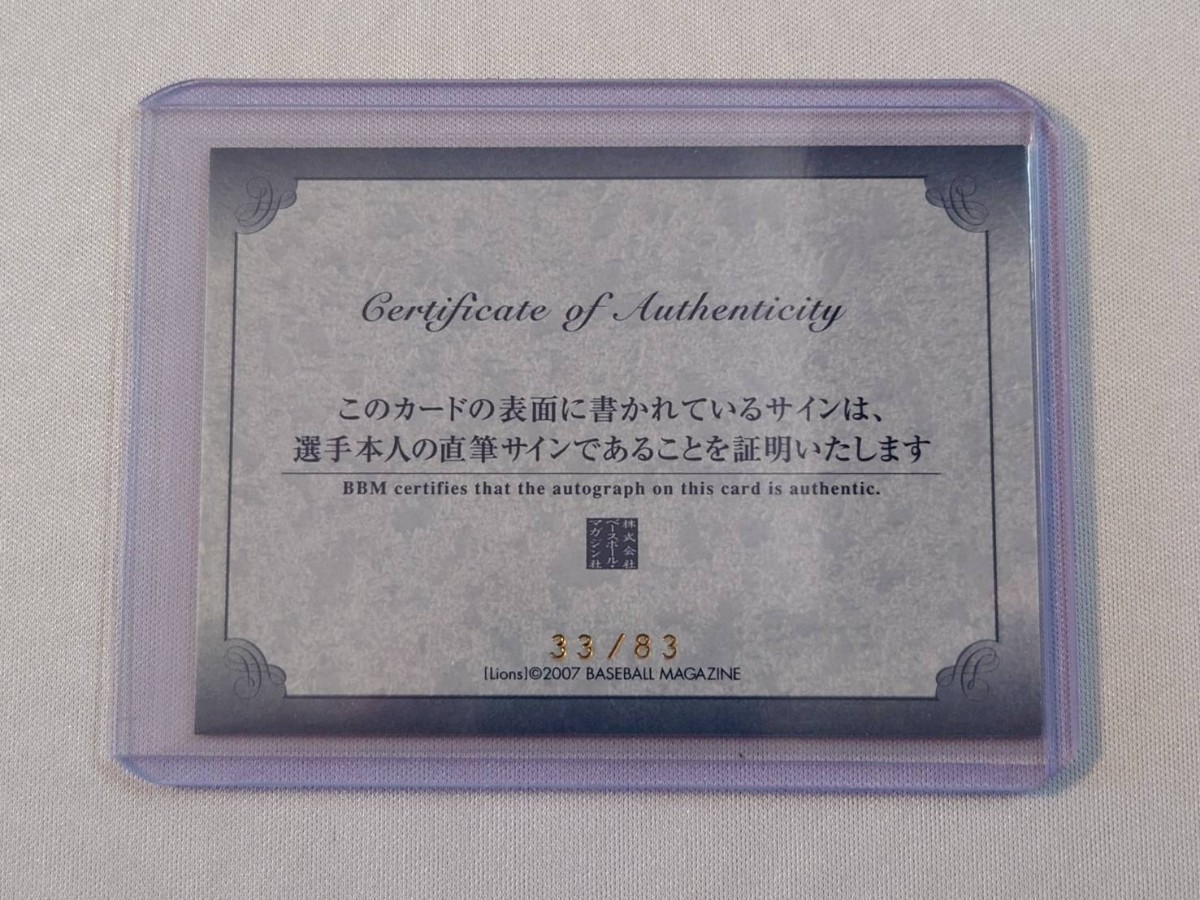 Certificate of Authenticity
このカードの表面に書かれているサインは、
選手本人の直筆サインであることを証明いたします
BBM certifies that the autograph on this card is authentic.
株式会社
ベースボール・
マガジン社
33/83
[Lions]©2007 BASEBALL MAGAZINE